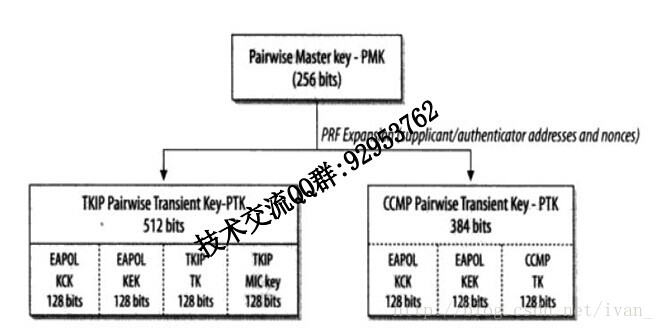 Pairwise Master key - PMK
(256 bits)
PRF Expansion (supplicant/authenticator addresses and nonces)
技术交流QQ群:92953762
TKIP Pairwise Transient Key-PTK
512 bits
EAPOL
KCK
128 bits
EAPOL
KEK
128 bits
TKIP
TK
128 bits
TKIP
MIC key
128 bits
CCMP Pairwise Transient Key - PTK
384 bits
EAPOL
KCK
128 bits
EAPOL
KEK
128 bits
CCMP
TK
128 bits
http://blog.csdn.net/ivan_